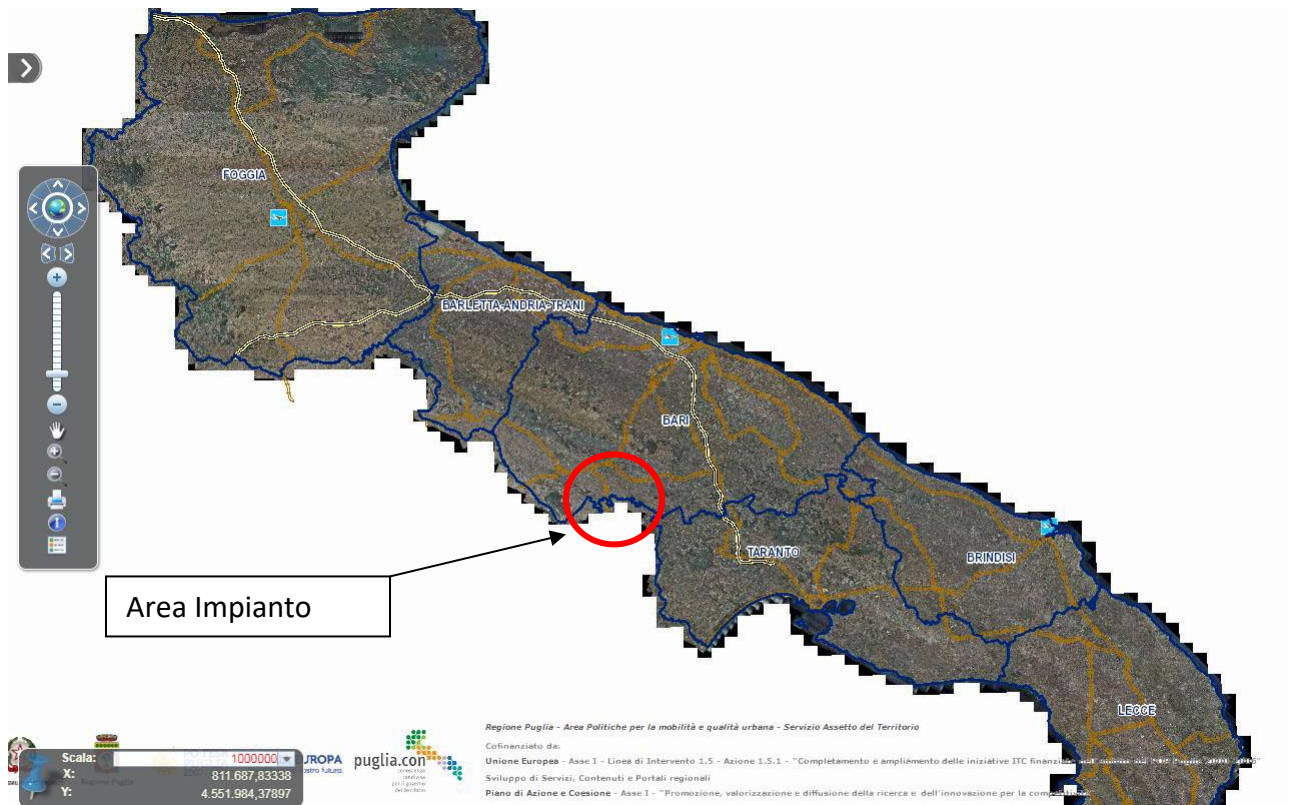 FOGGIA
BARLETTA-ANDRIA-TRANI
BARI
TARANTO
BRINDISI
LECCE
Area Impianto
Regione Puglia - Area Politiche per la mobilità e qualità urbana - Servizio Assetto del Territorio
Cofinanziato da:
Unione Europea - Asse I - Linea di Intervento 1.5 - Azione 1.5.1 - "Completamento e ampliamento delle iniziative ITC
Sviluppo di Servizi, Contenuti e Portali regionali
Piano di Azione e Coesione - Asse I - "Promozione, valorizzazione e diffusione della ricerca e dell'innovazione per la
puglia.con
Scala: 1000000
X: 811.687,83338
Y: 4.551.984,37897